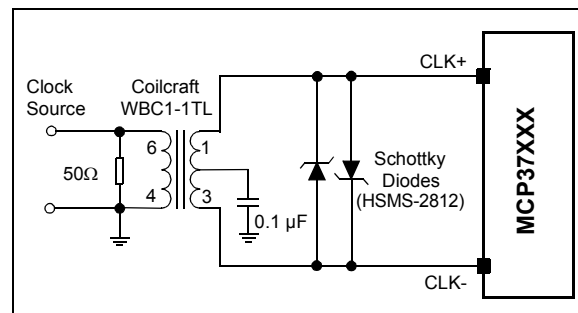 Clock
Source
Coilcraft
WBC1-1TL
6
1
4
3
50Ω
0.1 µF
CLK+
Schottky
Diodes
(HSMS-2812)
CLK-
MCP37XXX